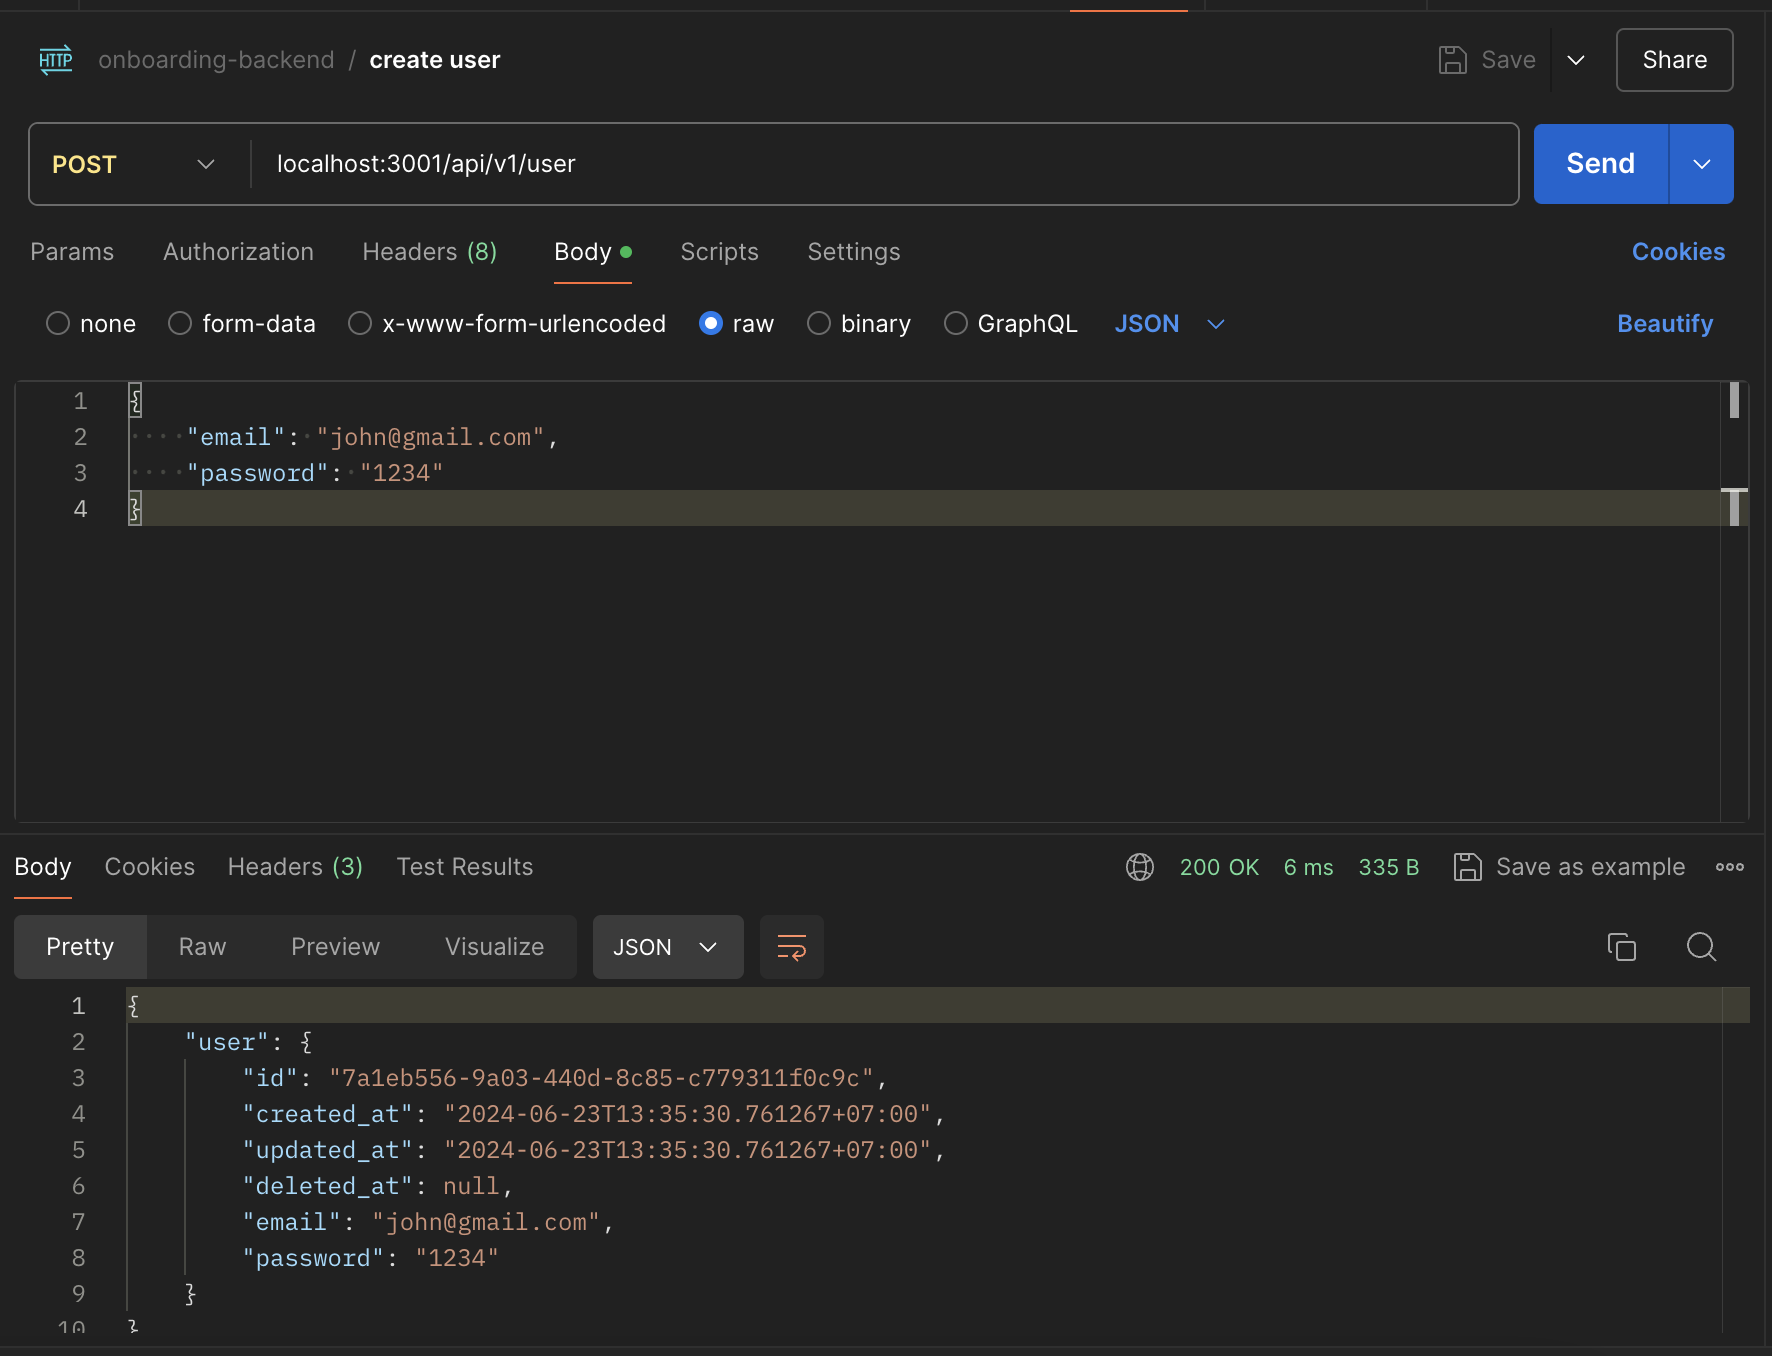 HTTP onboarding-backend / create user Save Share
POST localhost:3001/api/v1/user Send
Params Authorization Headers (8) Body Scripts Settings Cookies
none form-data x-www-form-urlencoded raw binary GraphQL JSON Beautify
1 {
2 "email": "john@gmail.com",
3 "password": "1234"
4 }
Body Cookies Headers (3) Test Results 200 OK 6 ms 335 B Save as example
Pretty Raw Preview Visualize JSON
1 {
2 "user": {
3 "id": "7a1eb556-9a03-440d-8c85-c779311f0c9c",
4 "created_at": "2024-06-23T13:35:30.761267+07:00",
5 "updated_at": "2024-06-23T13:35:30.761267+07:00",
6 "deleted_at": null,
7 "email": "john@gmail.com",
8 "password": "1234"
9 }
10 }